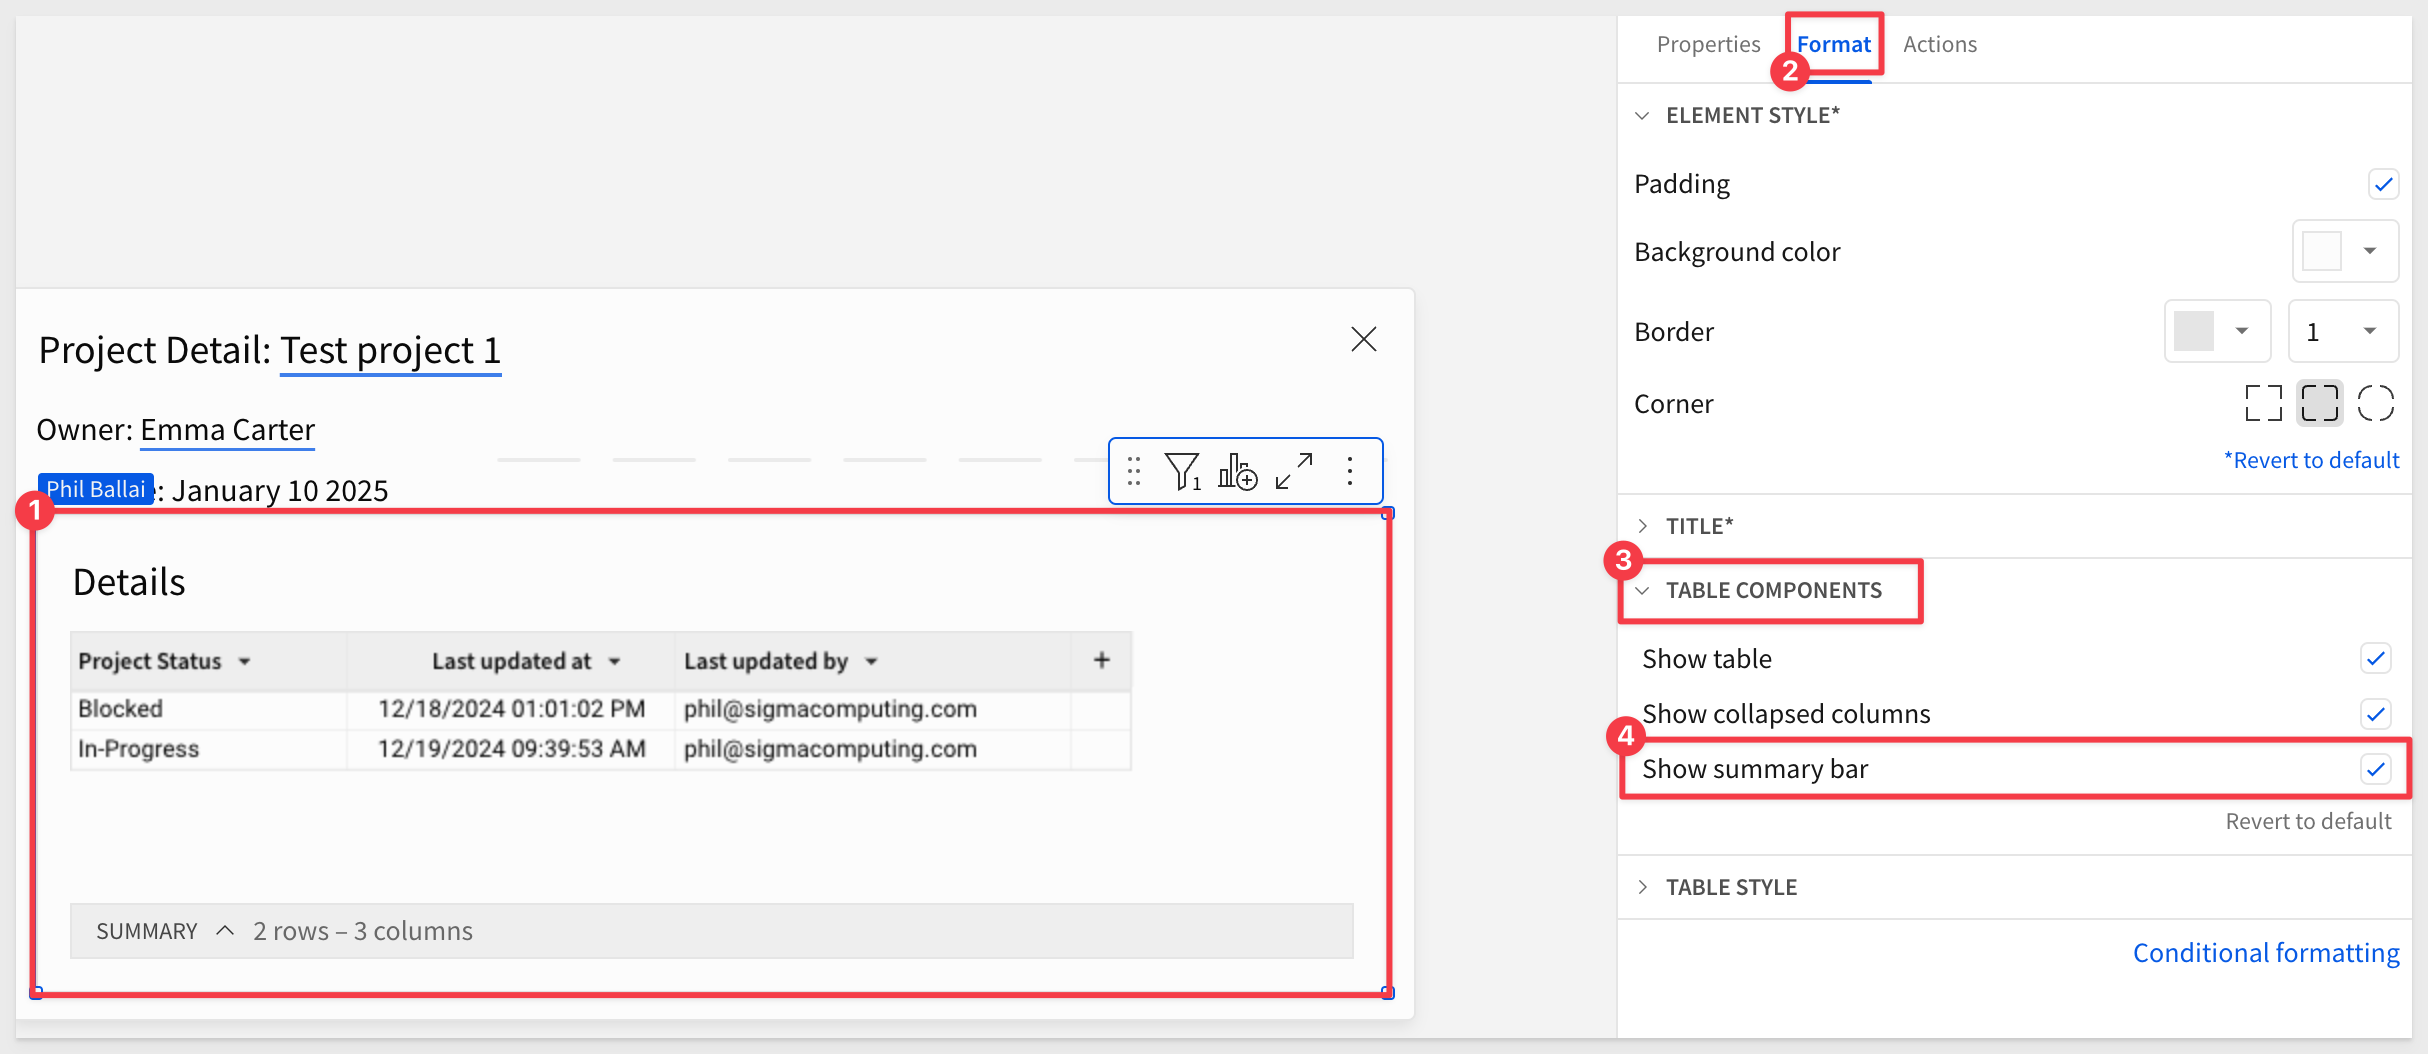 Properties Format Actions
2
ELEMENT STYLE*
Padding
Background color
Border 1
Corner
*Revert to default
TITLE*
3
TABLE COMPONENTS
Show table
Show collapsed columns
4
Show summary bar
Revert to default
TABLE STYLE
Conditional formatting
Project Detail: Test project 1
Owner: Emma Carter
1
Phil Ballai e: January 10 2025
1
Details
Project Status Last updated at Last updated by +
Blocked 12/18/2024 01:01:02 PM phil@sigmacomputing.com
In-Progress 12/19/2024 09:39:53 AM phil@sigmacomputing.com
SUMMARY 2 rows – 3 columns